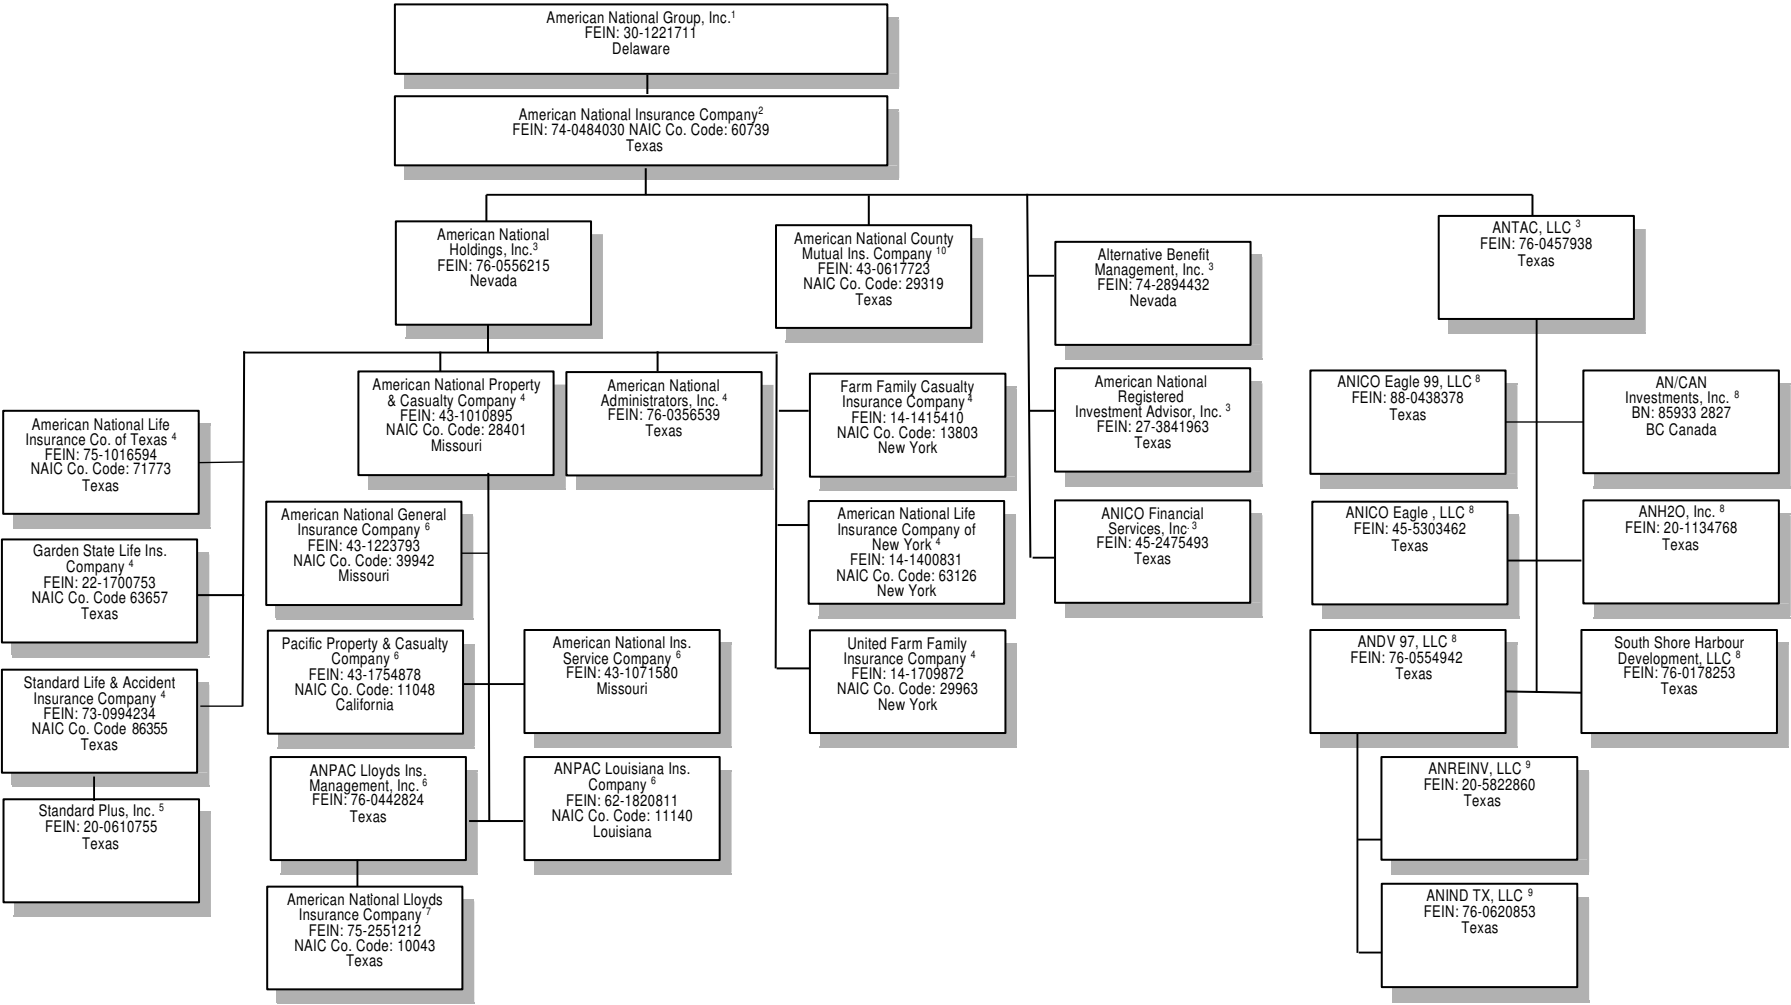 American National Group, Inc.1
FEIN: 30-1221711
Delaware
American National Insurance Company2
FEIN: 74-0484030 NAIC Co. Code: 60739
Texas
American National
Holdings, Inc.3
FEIN: 76-0556215
Nevada
American National County
Mutual Ins. Company 10
FEIN: 43-0617723
NAIC Co. Code: 29319
Texas
Alternative Benefit
Management, Inc. 3
FEIN: 74-2894432
Nevada
ANTAC, LLC 3
FEIN: 76-0457938
Texas
American National Life
Insurance Co. of Texas 4
FEIN: 75-1016594
NAIC Co. Code: 71773
Texas
American National Property
& Casualty Company 4
FEIN: 43-1010895
NAIC Co. Code: 28401
Missouri
American National
Administrators, Inc. 4
FEIN: 76-0356539
Texas
Farm Family Casualty
Insurance Company 4
FEIN: 14-1415410
NAIC Co. Code: 13803
New York
American National
Registered
Investment Advisor, Inc. 3
FEIN: 27-3841963
Texas
ANICO Eagle 99, LLC 8
FEIN: 88-0438378
Texas
AN/CAN
Investments, Inc. 8
BN: 85933 2827
BC Canada
Garden State Life Ins.
Company 4
FEIN: 22-1700753
NAIC Co. Code 63657
Texas
American National General
Insurance Company 6
FEIN: 43-1223793
NAIC Co. Code: 39942
Missouri
American National Life
Insurance Company of
New York 4
FEIN: 14-1400831
NAIC Co. Code: 63126
New York
ANICO Financial
Services, Inc. 3
FEIN: 45-2475493
Texas
ANICO Eagle , LLC 8
FEIN: 45-5303462
Texas
ANH2O, Inc. 8
FEIN: 20-1134768
Texas
Standard Life & Accident
Insurance Company 4
FEIN: 73-0994234
NAIC Co. Code 86355
Texas
Pacific Property & Casualty
Company 6
FEIN: 43-1754878
NAIC Co. Code: 11048
California
American National Ins.
Service Company 6
FEIN: 43-1071580
Missouri
United Farm Family
Insurance Company 4
FEIN: 14-1709872
NAIC Co. Code: 29963
New York
ANDV 97, LLC 8
FEIN: 76-0554942
Texas
South Shore Harbour
Development, LLC 8
FEIN: 76-0178253
Texas
Standard Plus, Inc. 5
FEIN: 20-0610755
Texas
ANPAC Lloyds Ins.
Management, Inc. 6
FEIN: 76-0442824
Texas
ANPAC Louisiana Ins.
Company 6
FEIN: 62-1820811
NAIC Co. Code: 11140
Louisiana
ANREINV, LLC 9
FEIN: 20-5822860
Texas
American National Lloyds
Insurance Company 7
FEIN: 75-2551212
NAIC Co. Code: 10043
Texas
ANIND TX, LLC 9
FEIN: 76-0620853
Texas